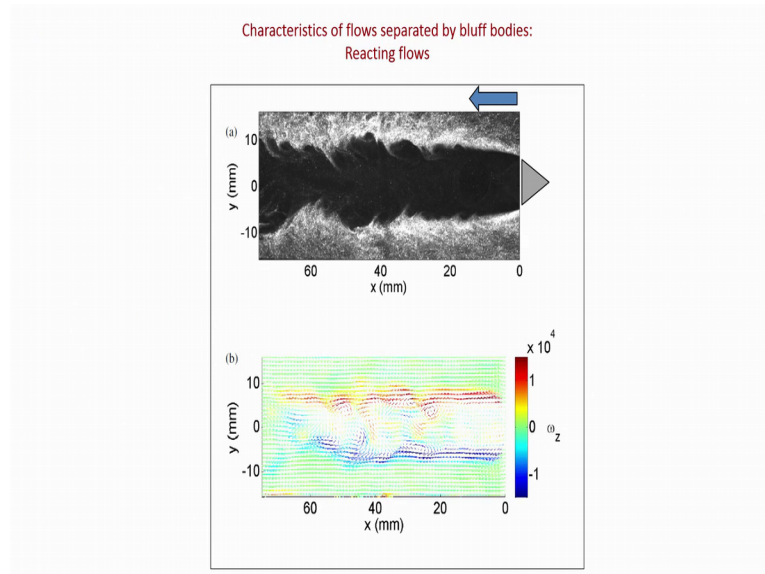 Characteristics of flows separated by bluff bodies:
Reacting flows
(a)
10
0
-10
y (mm)
60 40 20 0
x (mm)
(b)
x 10
4
10
0
-10
y (mm)
1
0
-1
ωz
60 40 20 0
x (mm)